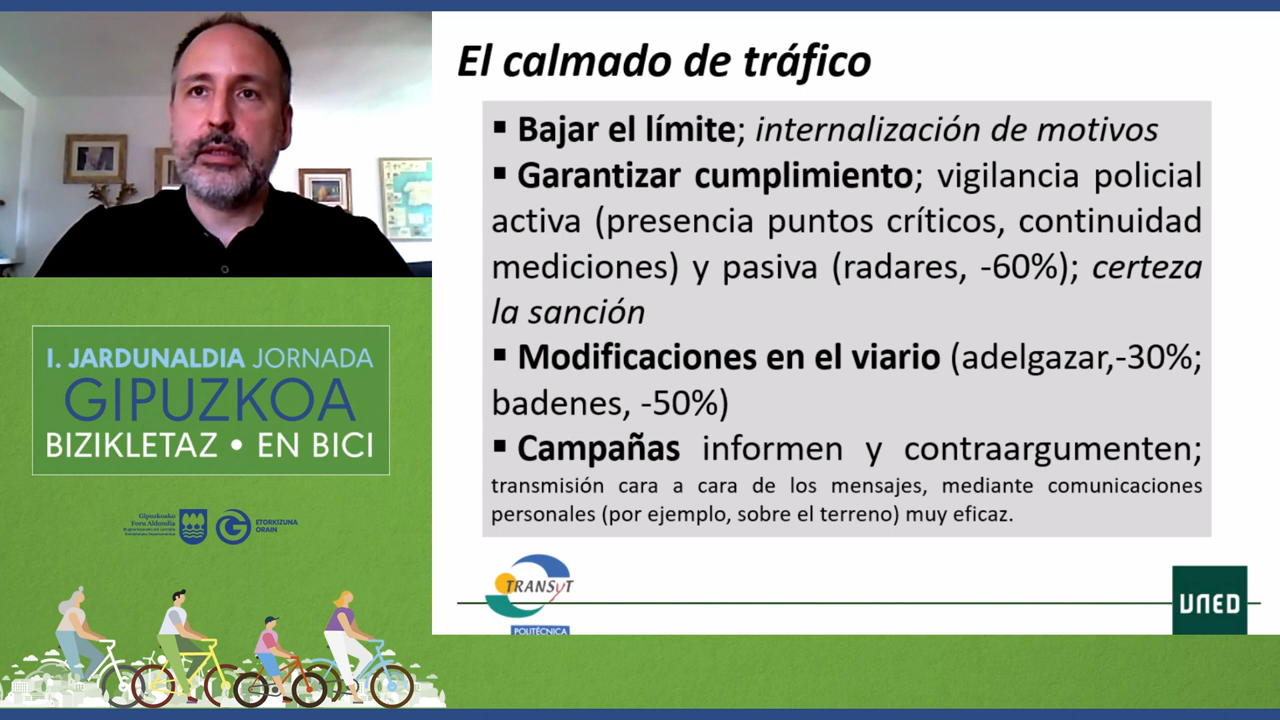 El calmado de tráfico
▪ Bajar el límite; internalización de motivos
▪ Garantizar cumplimiento; vigilancia policial
activa (presencia puntos críticos, continuidad
mediciones) y pasiva (radares, -60%); certeza
la sanción
▪ Modificaciones en el viario (adelgazar,-30%;
badenes, -50%)
▪ Campañas informen y contraargumenten;
transmisión cara a cara de los mensajes, mediante comunicaciones
personales (por ejemplo, sobre el terreno) muy eficaz.
TRANSyT
POLITÉCNICA
UNED
I. JARDUNALDIA JORNADA
GIPUZKOA
BIZIKLETAZ • EN BICI
Gipuzkoako
Foru Aldundia
ETORKIZUNA
ORAIN